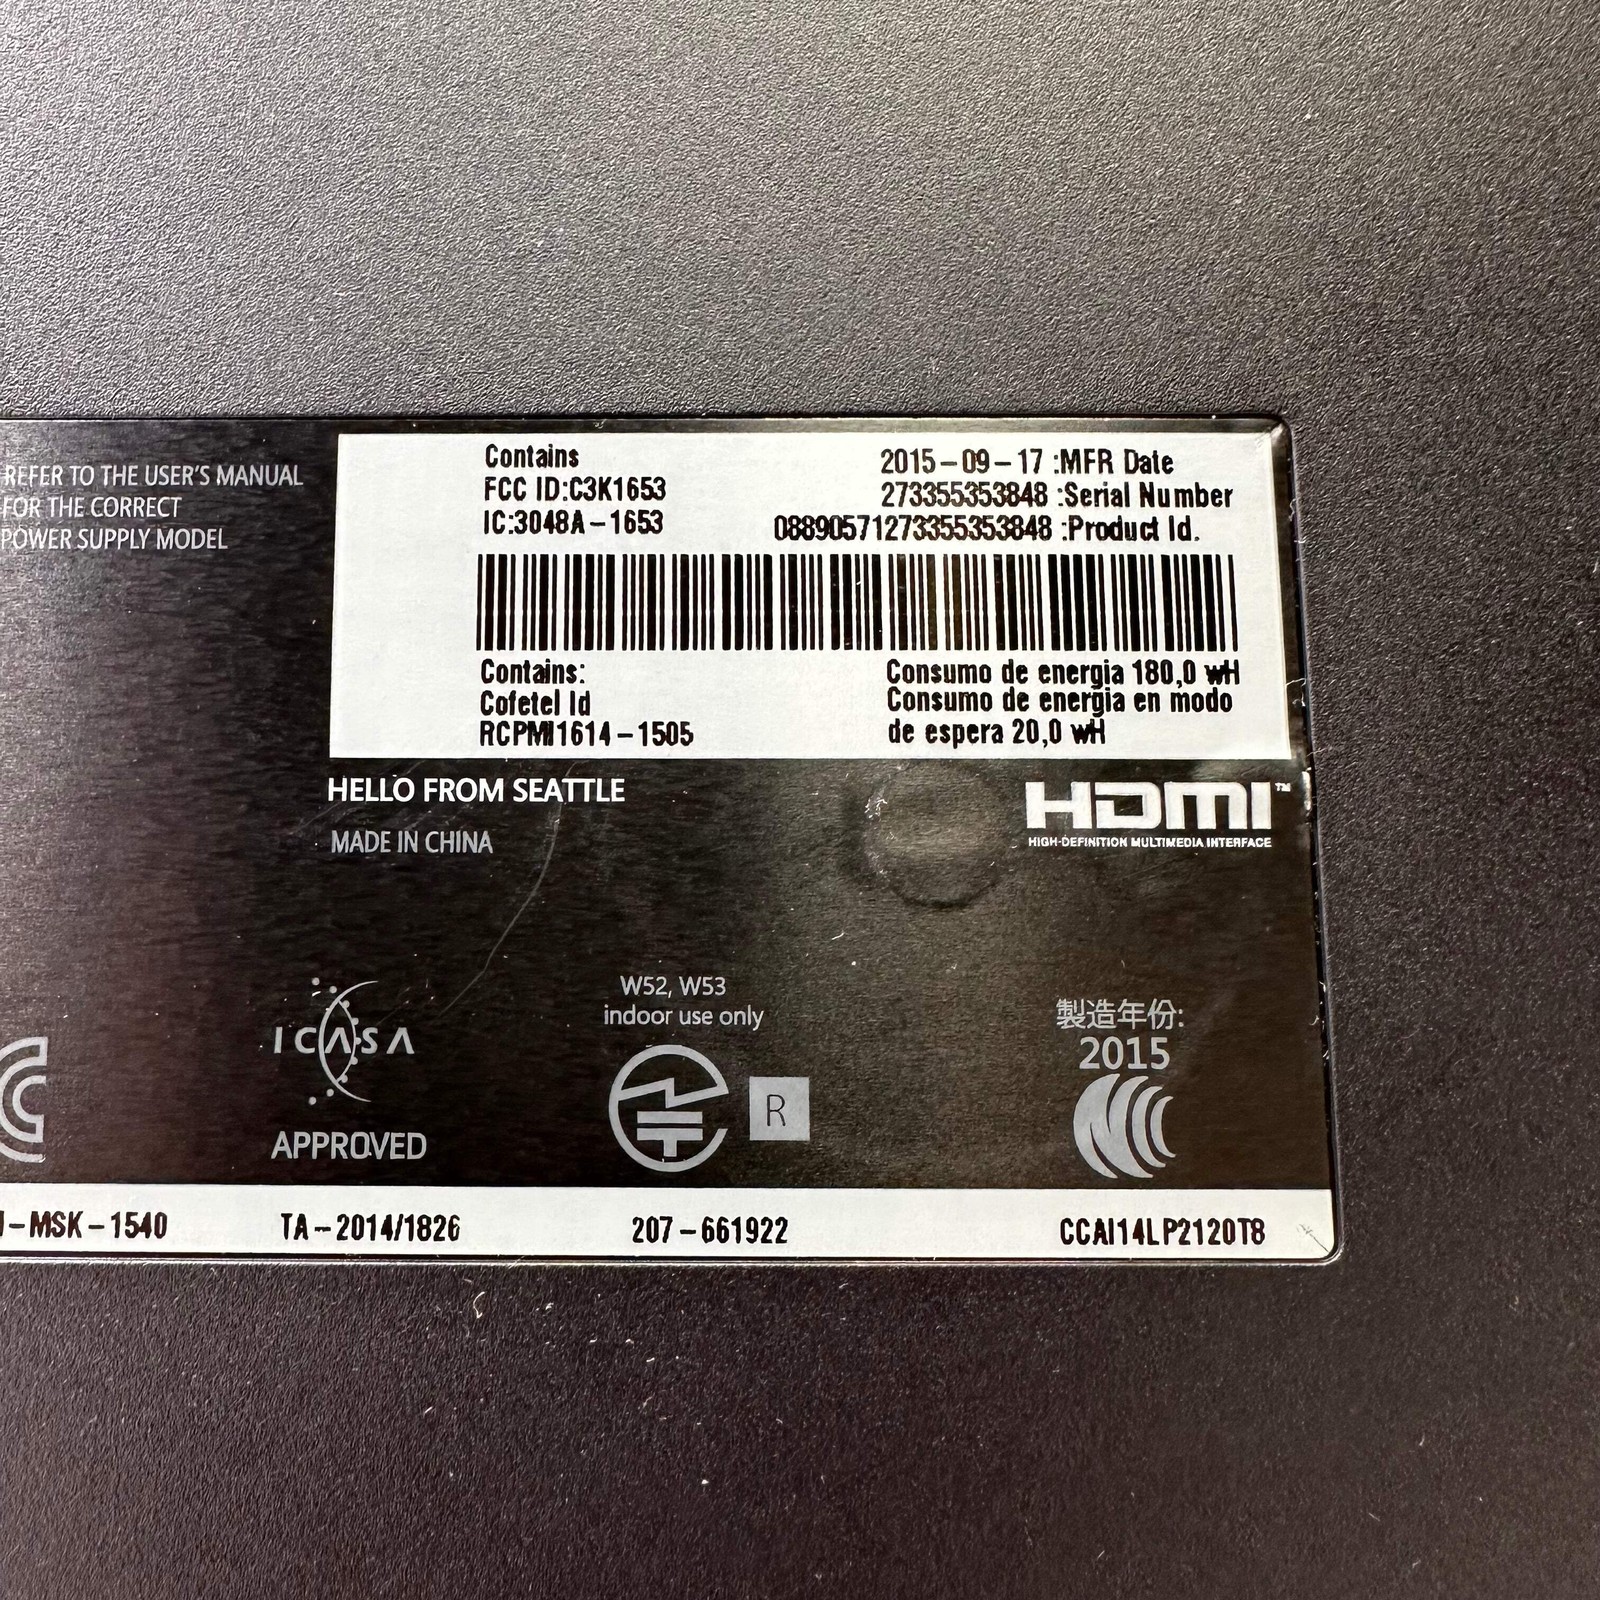 REFER TO THE USER'S MANUAL
FOR THE CORRECT
POWER SUPPLY MODEL
Contains
FCC ID:C3K1653
IC:3048A-1653
2015-09-17 :MFR Date
273355353848 :Serial Number
08890571273355353848 :Product Id.
Contains:
Cofetel Id
RCPMI1614-1505
Consumo de energia 180,0 wH
Consumo de energia en modo
de espera 20,0 wH
HELLO FROM SEATTLE
MADE IN CHINA
HDMI™
HIGH-DEFINITION MULTIMEDIA INTERFACE
ICASA
APPROVED
W52, W53
indoor use only
R
製造年份:
2015
-MSK-1540
TA-2014/1826
207-661922
CCAI14LP2120T8